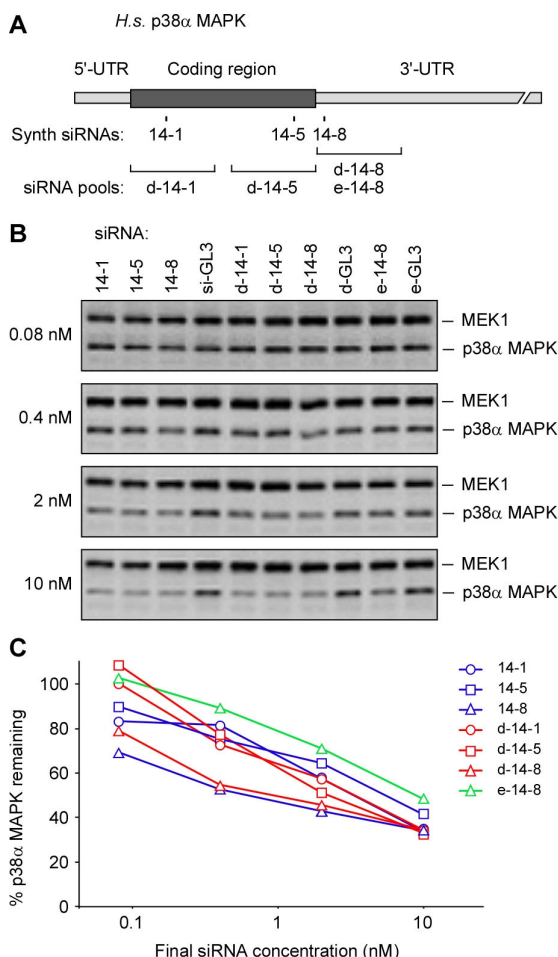 A
H.s. p38α MAPK
5'-UTR Coding region 3'-UTR
Synth siRNAs: 14-1 14-5 14-8
siRNA pools: d-14-1 d-14-5 d-14-8
e-14-8
B
siRNA:
14-1 14-5 14-8 si-GL3 d-14-1 d-14-5 d-14-8 d-GL3 e-14-8 e-GL3
0.08 nM
MEK1
p38α MAPK
0.4 nM
MEK1
p38α MAPK
2 nM
MEK1
p38α MAPK
10 nM
MEK1
p38α MAPK
C
% p38α MAPK remaining
100
80
60
40
20
0
0.1 1 10
Final siRNA concentration (nM)
14-1
14-5
14-8
d-14-1
d-14-5
d-14-8
e-14-8